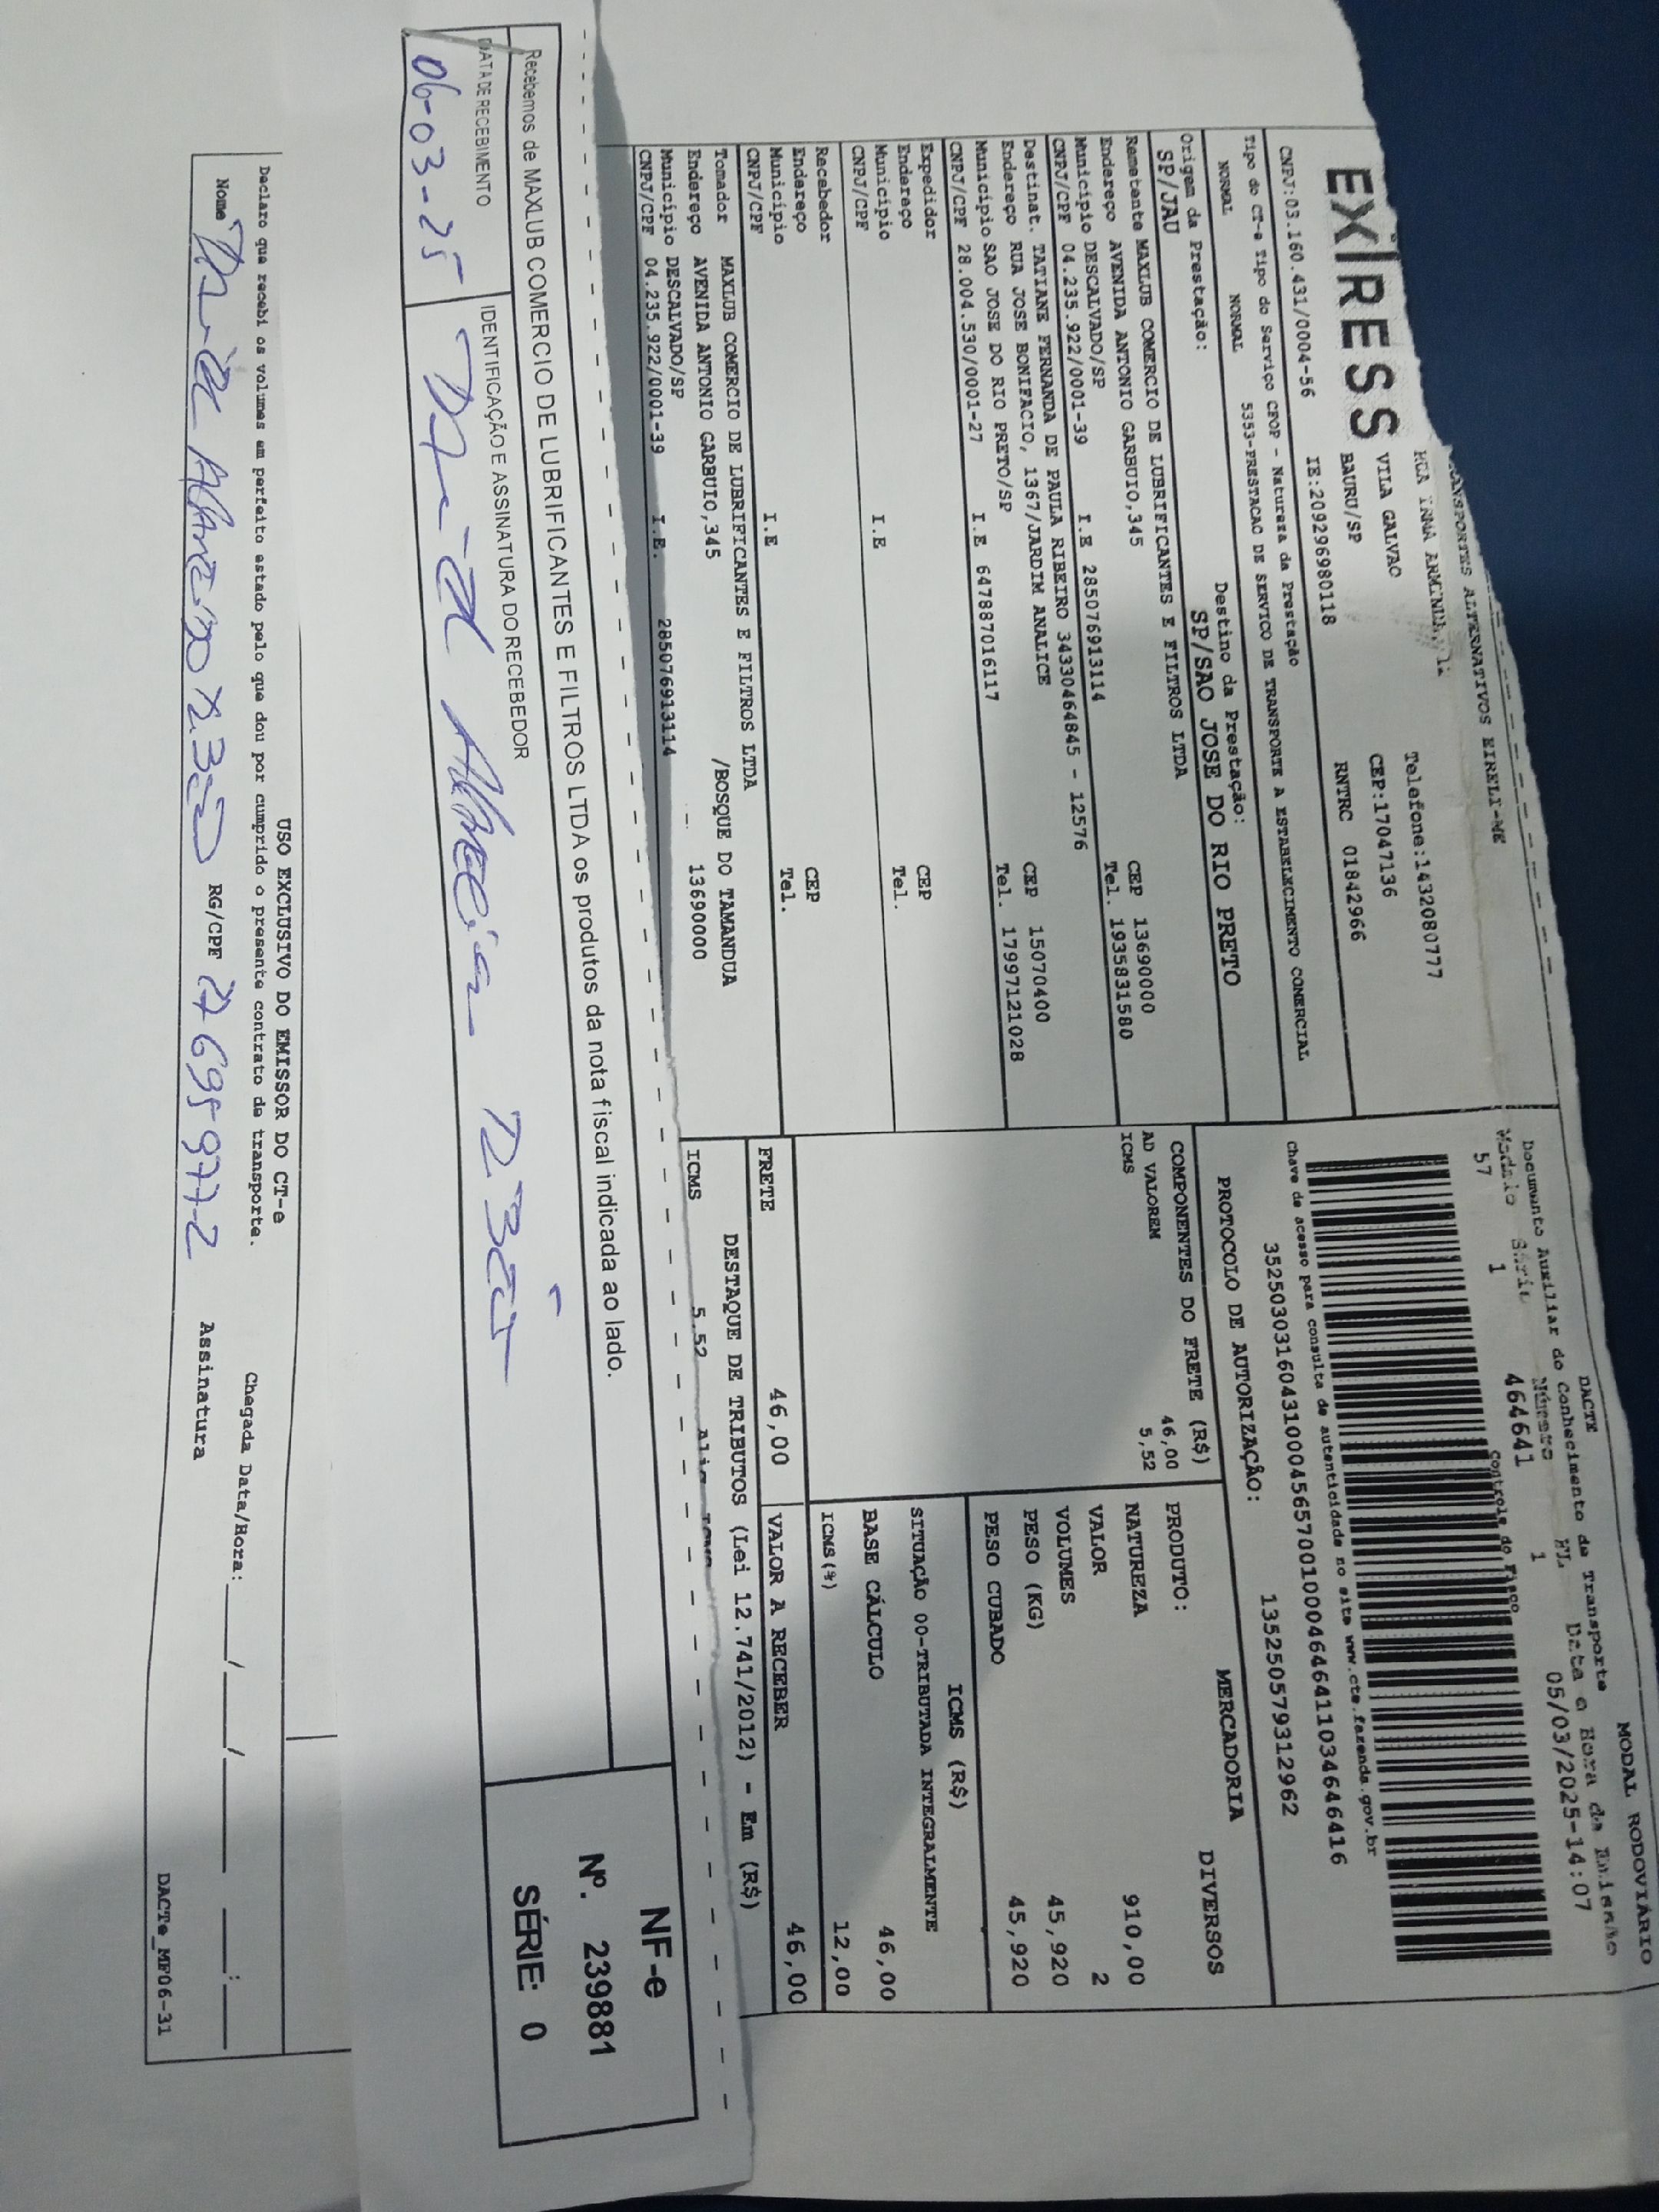 MODAL RODOVIÁRIO
DACTE
Documento Auxiliar do Conhecimento de Transporte
Modelo Série Número FL. Data e Hora da Emissão
57 1 464641 1 05/03/2025-14:07
Controle do Fisco
TRANSPORTES ALTERNATIVOS EIRELI-ME
EXPRESS
Telefone:1432080777
VILA GALVAO CEP:17047136
BAURU/SP RNTRC 01842966
CNPJ:03.160.431/0004-56 IE:209296980118
Chave de acesso para consulta de autenticidade no site www.cte.fazenda.gov.br
Tipo do CT-e Tipo do Serviço CFOP - Natureza da Prestação
NORMAL NORMAL 5353-PRESTACAO DE SERVICO DE TRANSPORTE A ESTABELECIMENTO COMERCIAL
PROTOCOLO DE AUTORIZAÇÃO: 135250579312962
Origem da Prestação: Destino da Prestação:
SP/JAU SP/SAO JOSE DO RIO PRETO
Remetente MAXLUB COMERCIO DE LUBRIFICANTES E FILTROS LTDA
Endereço AVENIDA ANTONIO GARBUIO,345 CEP 13690000
Município DESCALVADO/SP Tel. 1935831580
CNPJ/CPF 04.235.922/0001-39 I.E 285076913114
Destinat. TATIANE FERNANDA DE PAULA RIBEIRO 34330464845 - 12576
Endereço RUA JOSE BONIFACIO, 1367/JARDIM ANALICE CEP 15070400
Município SAO JOSE DO RIO PRETO/SP Tel. 17997121028
CNPJ/CPF 28.004.530/0001-27 I.E 647887016117
Expedidor
Endereço CEP
Município Tel.
CNPJ/CPF I.E
Recebedor
Endereço CEP
Município Tel.
CNPJ/CPF I.E
Tomador MAXLUB COMERCIO DE LUBRIFICANTES E FILTROS LTDA
Endereço AVENIDA ANTONIO GARBUIO,345 /BOSQUE DO TAMANDUA
Município DESCALVADO/SP 13690000
CNPJ/CPF 04.235.922/0001-39 I.E. 285076913114
COMPONENTES DO FRETE (R$)
AD VALOREM 46,00
ICMS 5,52
MERCADORIA
PRODUTO: DIVERSOS
NATUREZA
VALOR 910,00
VOLUMES 2
PESO (KG) 45,920
PESO CUBADO 45,920
ICMS (R$)
SITUAÇÃO 00-TRIBUTADA INTEGRALMENTE
BASE CÁLCULO 46,00
ICMS(%) 12,00
FRETE 46,00 VALOR A RECEBER 46,00
DESTAQUE DE TRIBUTOS (Lei 12.741/2012) - Em (R$)
ICMS 5.52
Recebemos de MAXLUB COMERCIO DE LUBRIFICANTES E FILTROS LTDA os produtos da nota fiscal indicada ao lado.
DATA DE RECEBIMENTO IDENTIFICAÇÃO E ASSINATURA DO RECEBEDOR
06-03-25
NF-e
Nº. 239881
SÉRIE: 0
USO EXCLUSIVO DO EMISSOR DO CT-e
Declaro que recebi os volumes em perfeito estado pelo que dou por cumprido o presente contrato de transporte.
Chegada Data/Hora:
Nome RG/CPF 27695977-2 Assinatura
DACTe_MF06-31